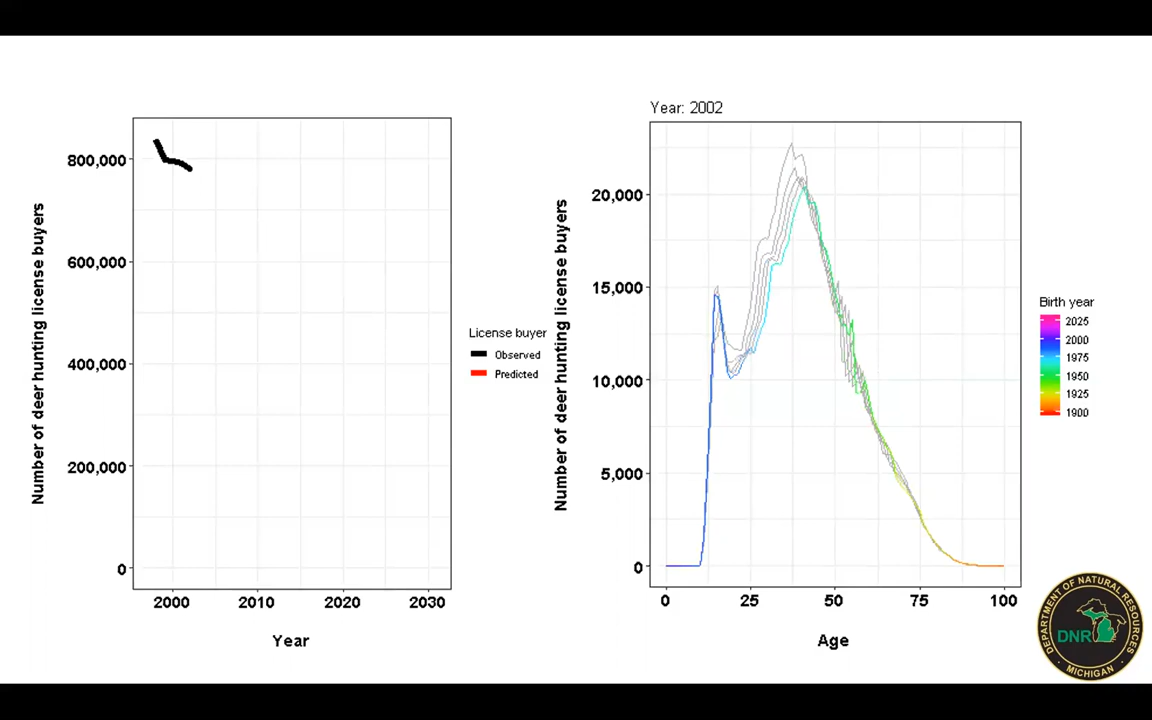 Number of deer hunting license buyers
800,000
600,000
400,000
200,000
0
2000 2010 2020 2030
Year
License buyer
Observed
Predicted
Year: 2002
Number of deer hunting license buyers
20,000
15,000
10,000
5,000
0
0 25 50 75 100
Age
Birth year
2025
2000
1975
1950
1925
1900
DEPARTMENT OF NATURAL RESOURCES
DNR
MICHIGAN